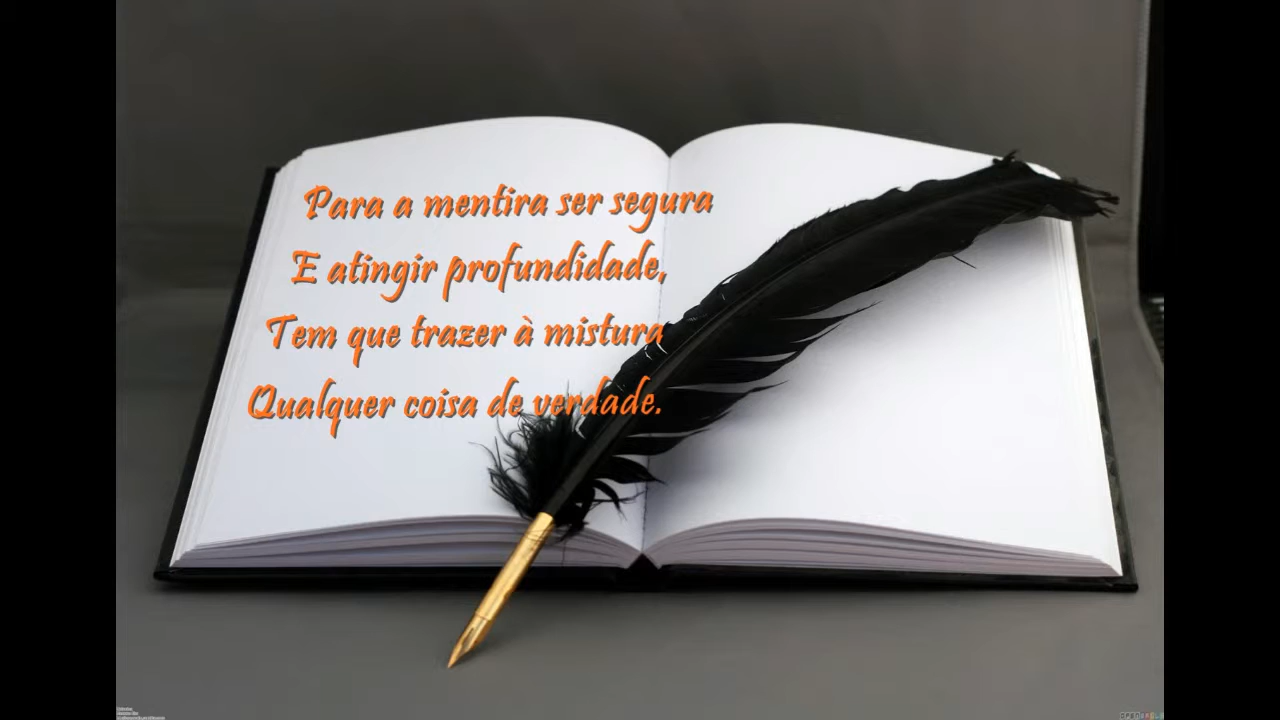 Para a mentira ser segura
E atingir profundidade,
Tem que trazer à mistura
Qualquer coisa de verdade.